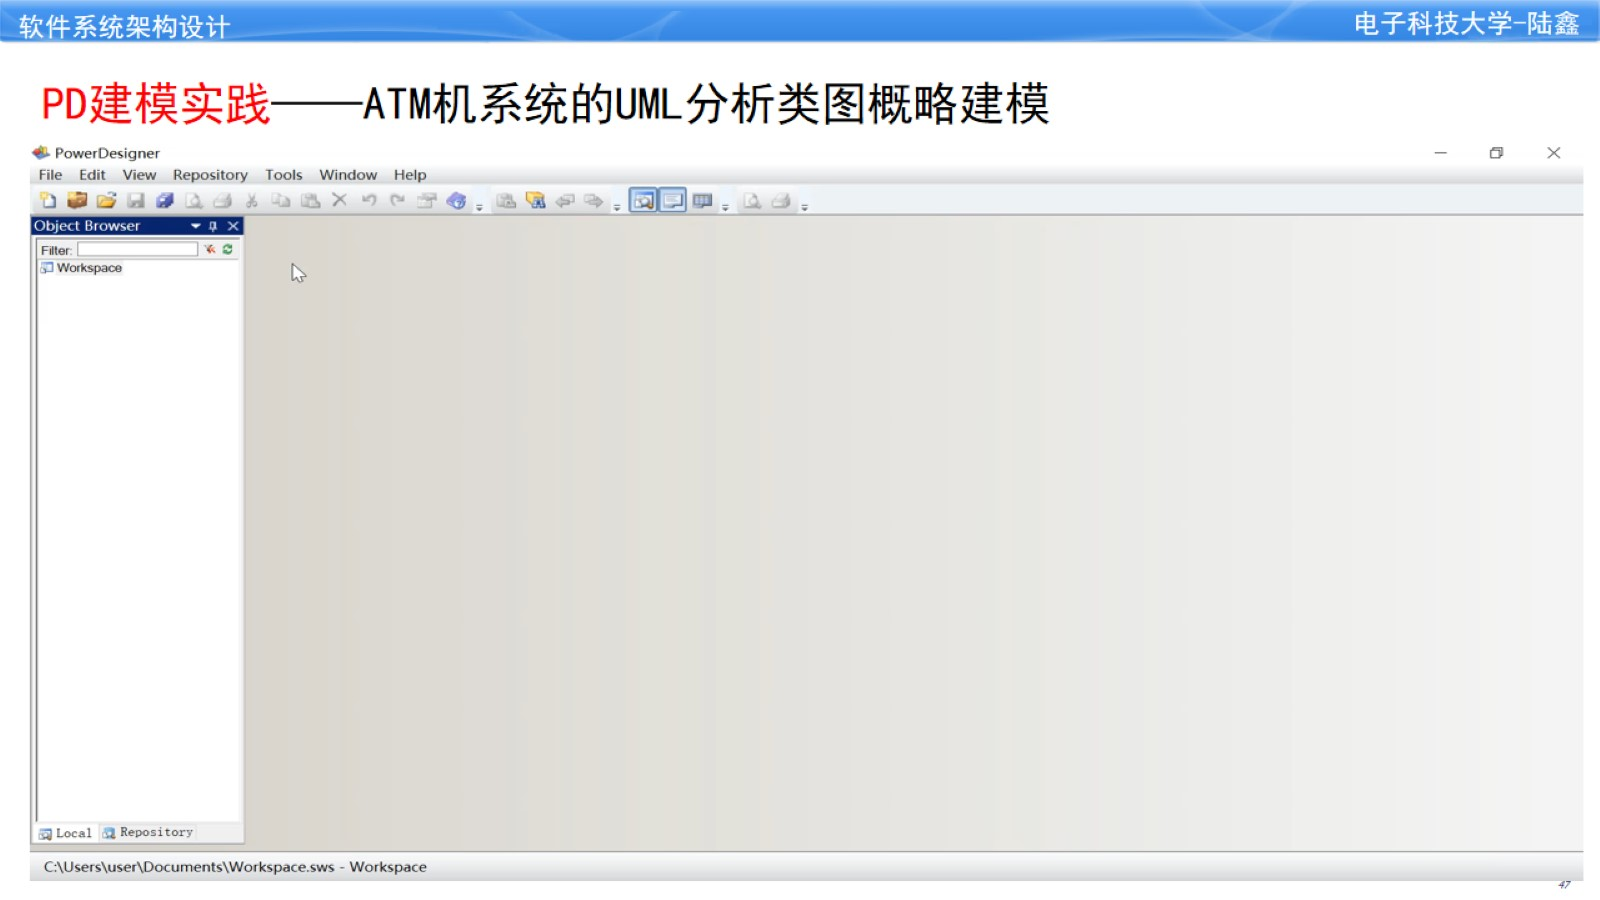 软件系统架构设计
电子科技大学-陆鑫
PD建模实践——ATM机系统的UML分析类图概略建模
PowerDesigner
File Edit View Repository Tools Window Help
Object Browser
Filter:
Workspace
Local Repository
C:\Users\user\Documents\Workspace.sws - Workspace
47